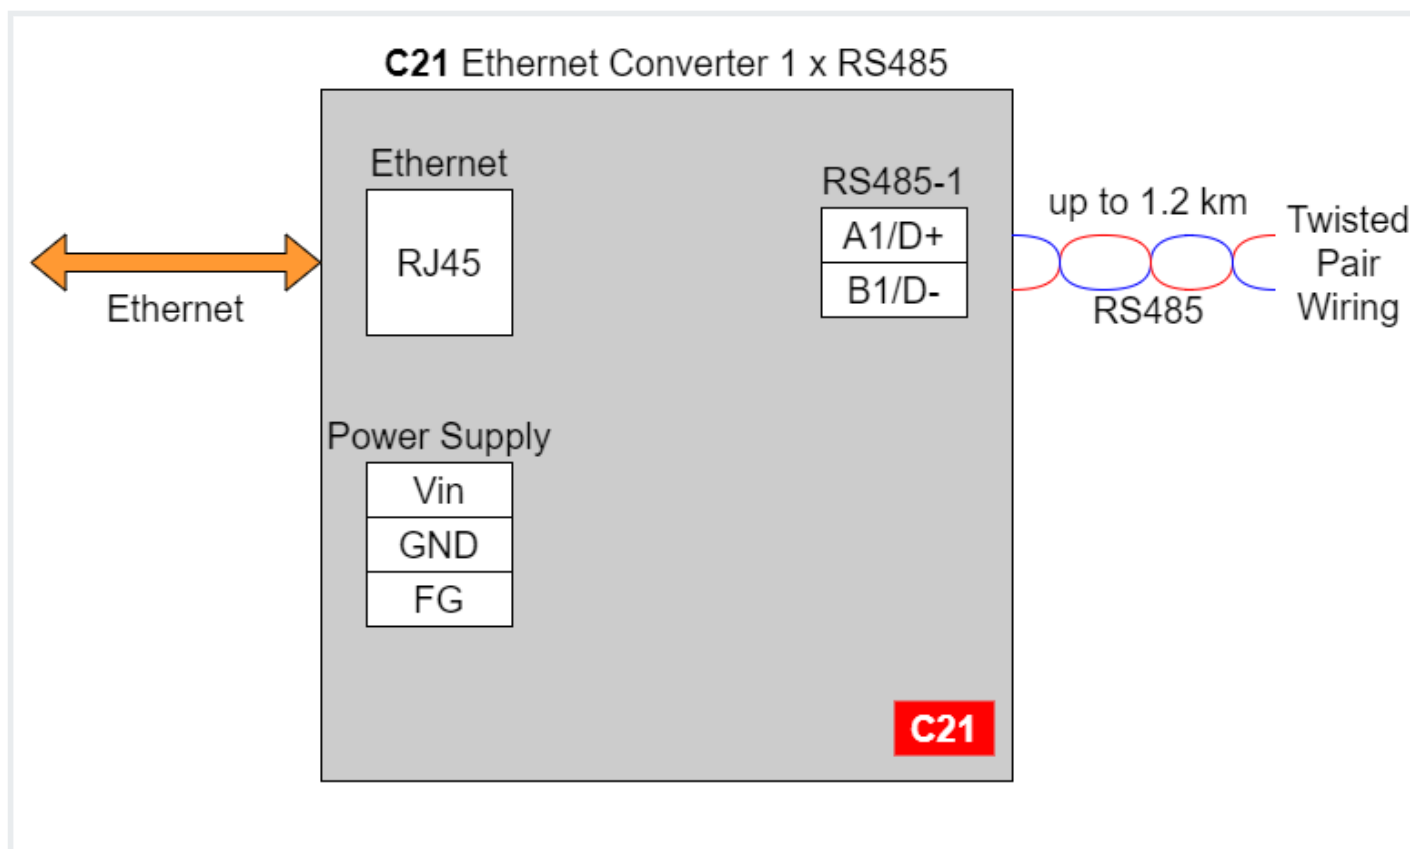 C21 Ethernet Converter 1 x RS485
Ethernet
RJ45
Ethernet
RS485-1
A1/D+
B1/D-
up to 1.2 km
RS485
Twisted
Pair
Wiring
Power Supply
Vin
GND
FG
C21